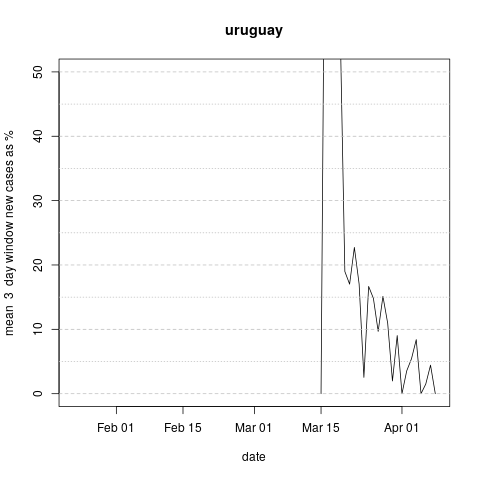 uruguay
mean 3 day window new cases as %
50
40
30
20
10
0
Feb 01
Feb 15
Mar 01
Mar 15
Apr 01
date